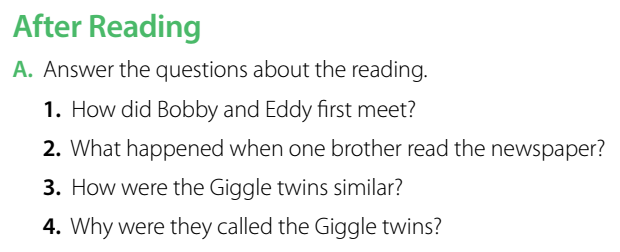 After Reading
A. Answer the questions about the reading.
1. How did Bobby and Eddy first meet?
2. What happened when one brother read the newspaper?
3. How were the Giggle twins similar?
4. Why were they called the Giggle twins?